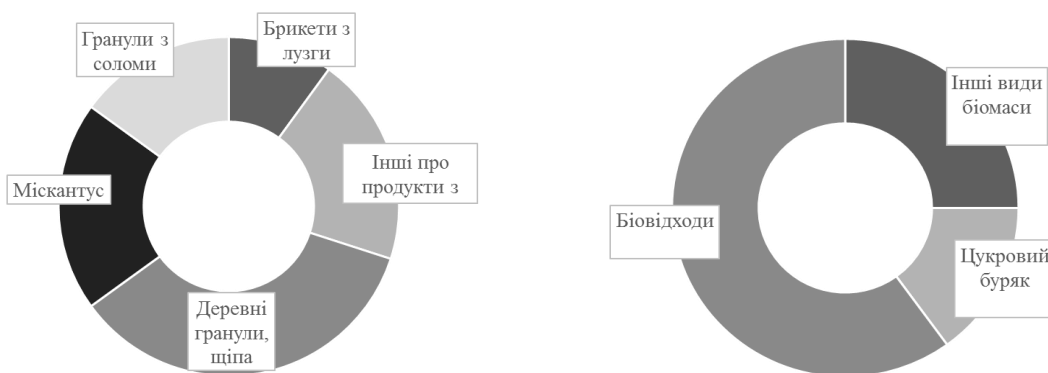 Гранули з
соломи
Брикети з
лузги
Інші про
продукти з
Міскантус
Деревні
гранули,
щіпа
Інші види
біомаси
Біовідходи
Цукровий
буряк